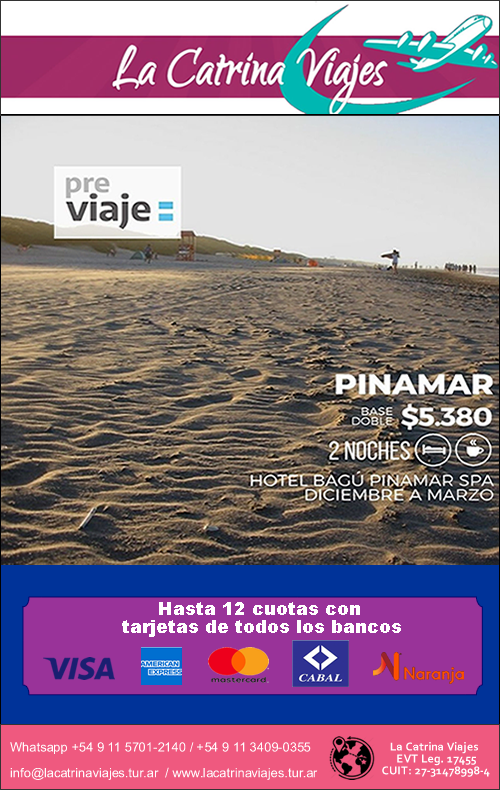 La Catrina Viajes
pre
viaje
PINAMAR
BASE
DOBLE $5.380
2 NOCHES
HOTEL BAGÚ PINAMAR SPA
DICIEMBRE A MARZO
Hasta 12 cuotas con
tarjetas de todos los bancos
VISA
AMERICAN
EXPRESS
mastercard
CABAL
Naranja
Whatsapp +54 9 11 5701-2140 / +54 9 11 3409-0355
info@lacatrinaviajes.tur.ar / www.lacatrinaviajes.tur.ar
La Catrina Viajes
EVT Leg. 17455
CUIT: 27-31478998-4